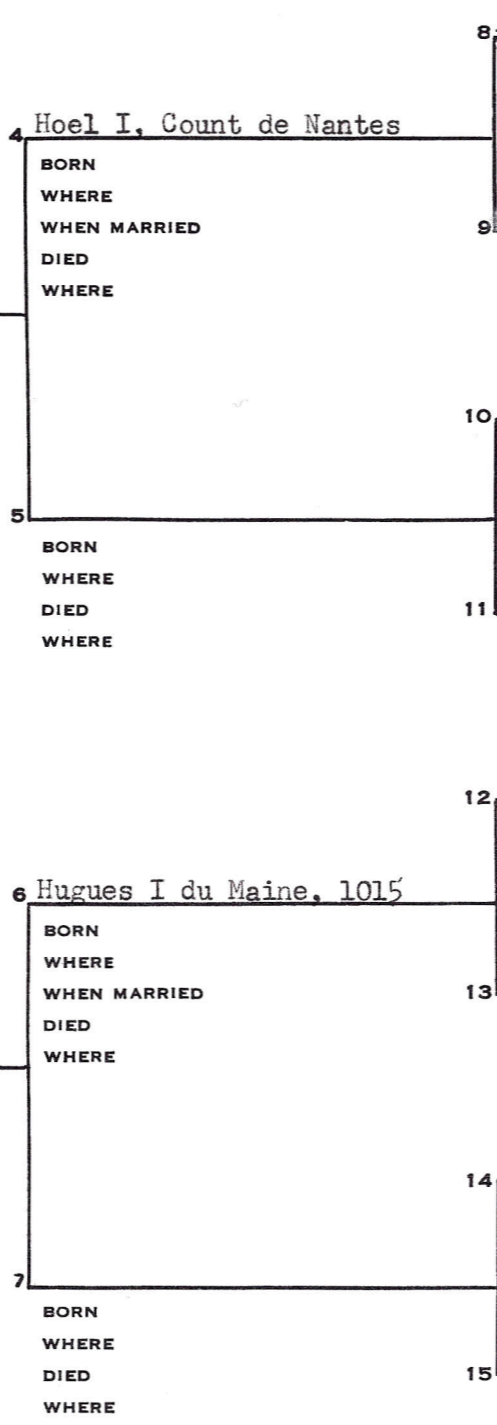 8
4 Hoel I, Count de Nantes
BORN
WHERE
WHEN MARRIED
9
DIED
WHERE
10
5
BORN
WHERE
DIED
11
WHERE
12
6 Hugues I du Maine, 1015
BORN
WHERE
WHEN MARRIED
13
DIED
WHERE
14
7
BORN
WHERE
DIED
15
WHERE